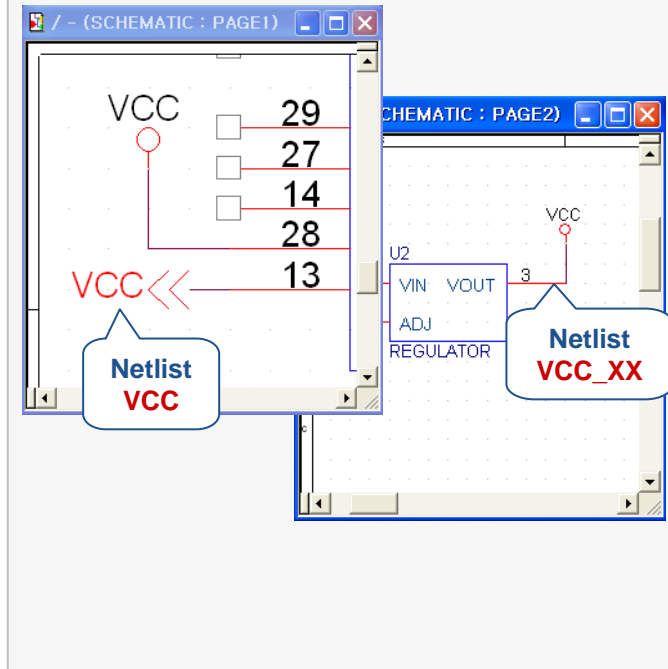 / - (SCHEMATIC : PAGE1)
VCC
29
27
14
28
VCC
13
Netlist
VCC
CHEMATIC : PAGE2)
VCC
U2
3
VIN VOUT
ADJ
REGULATOR
Netlist
VCC_XX
C